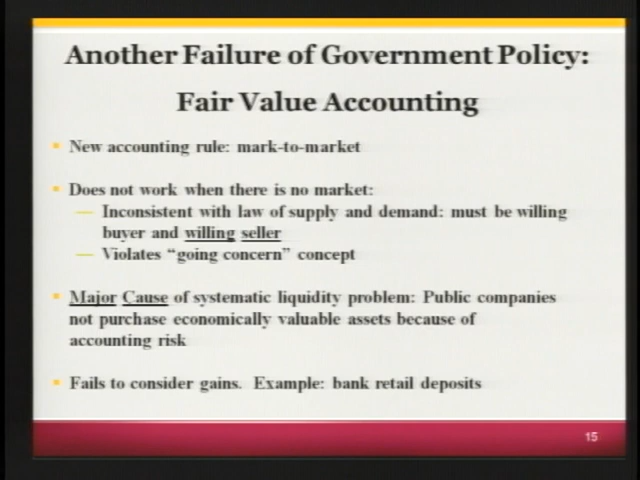 Another Failure of Government Policy:
Fair Value Accounting
New accounting rule: mark-to-market
Does not work when there is no market:
— Inconsistent with law of supply and demand: must be willing
buyer and willing seller
— Violates “going concern” concept
Major Cause of systematic liquidity problem: Public companies
not purchase economically valuable assets because of
accounting risk
Fails to consider gains. Example: bank retail deposits
15